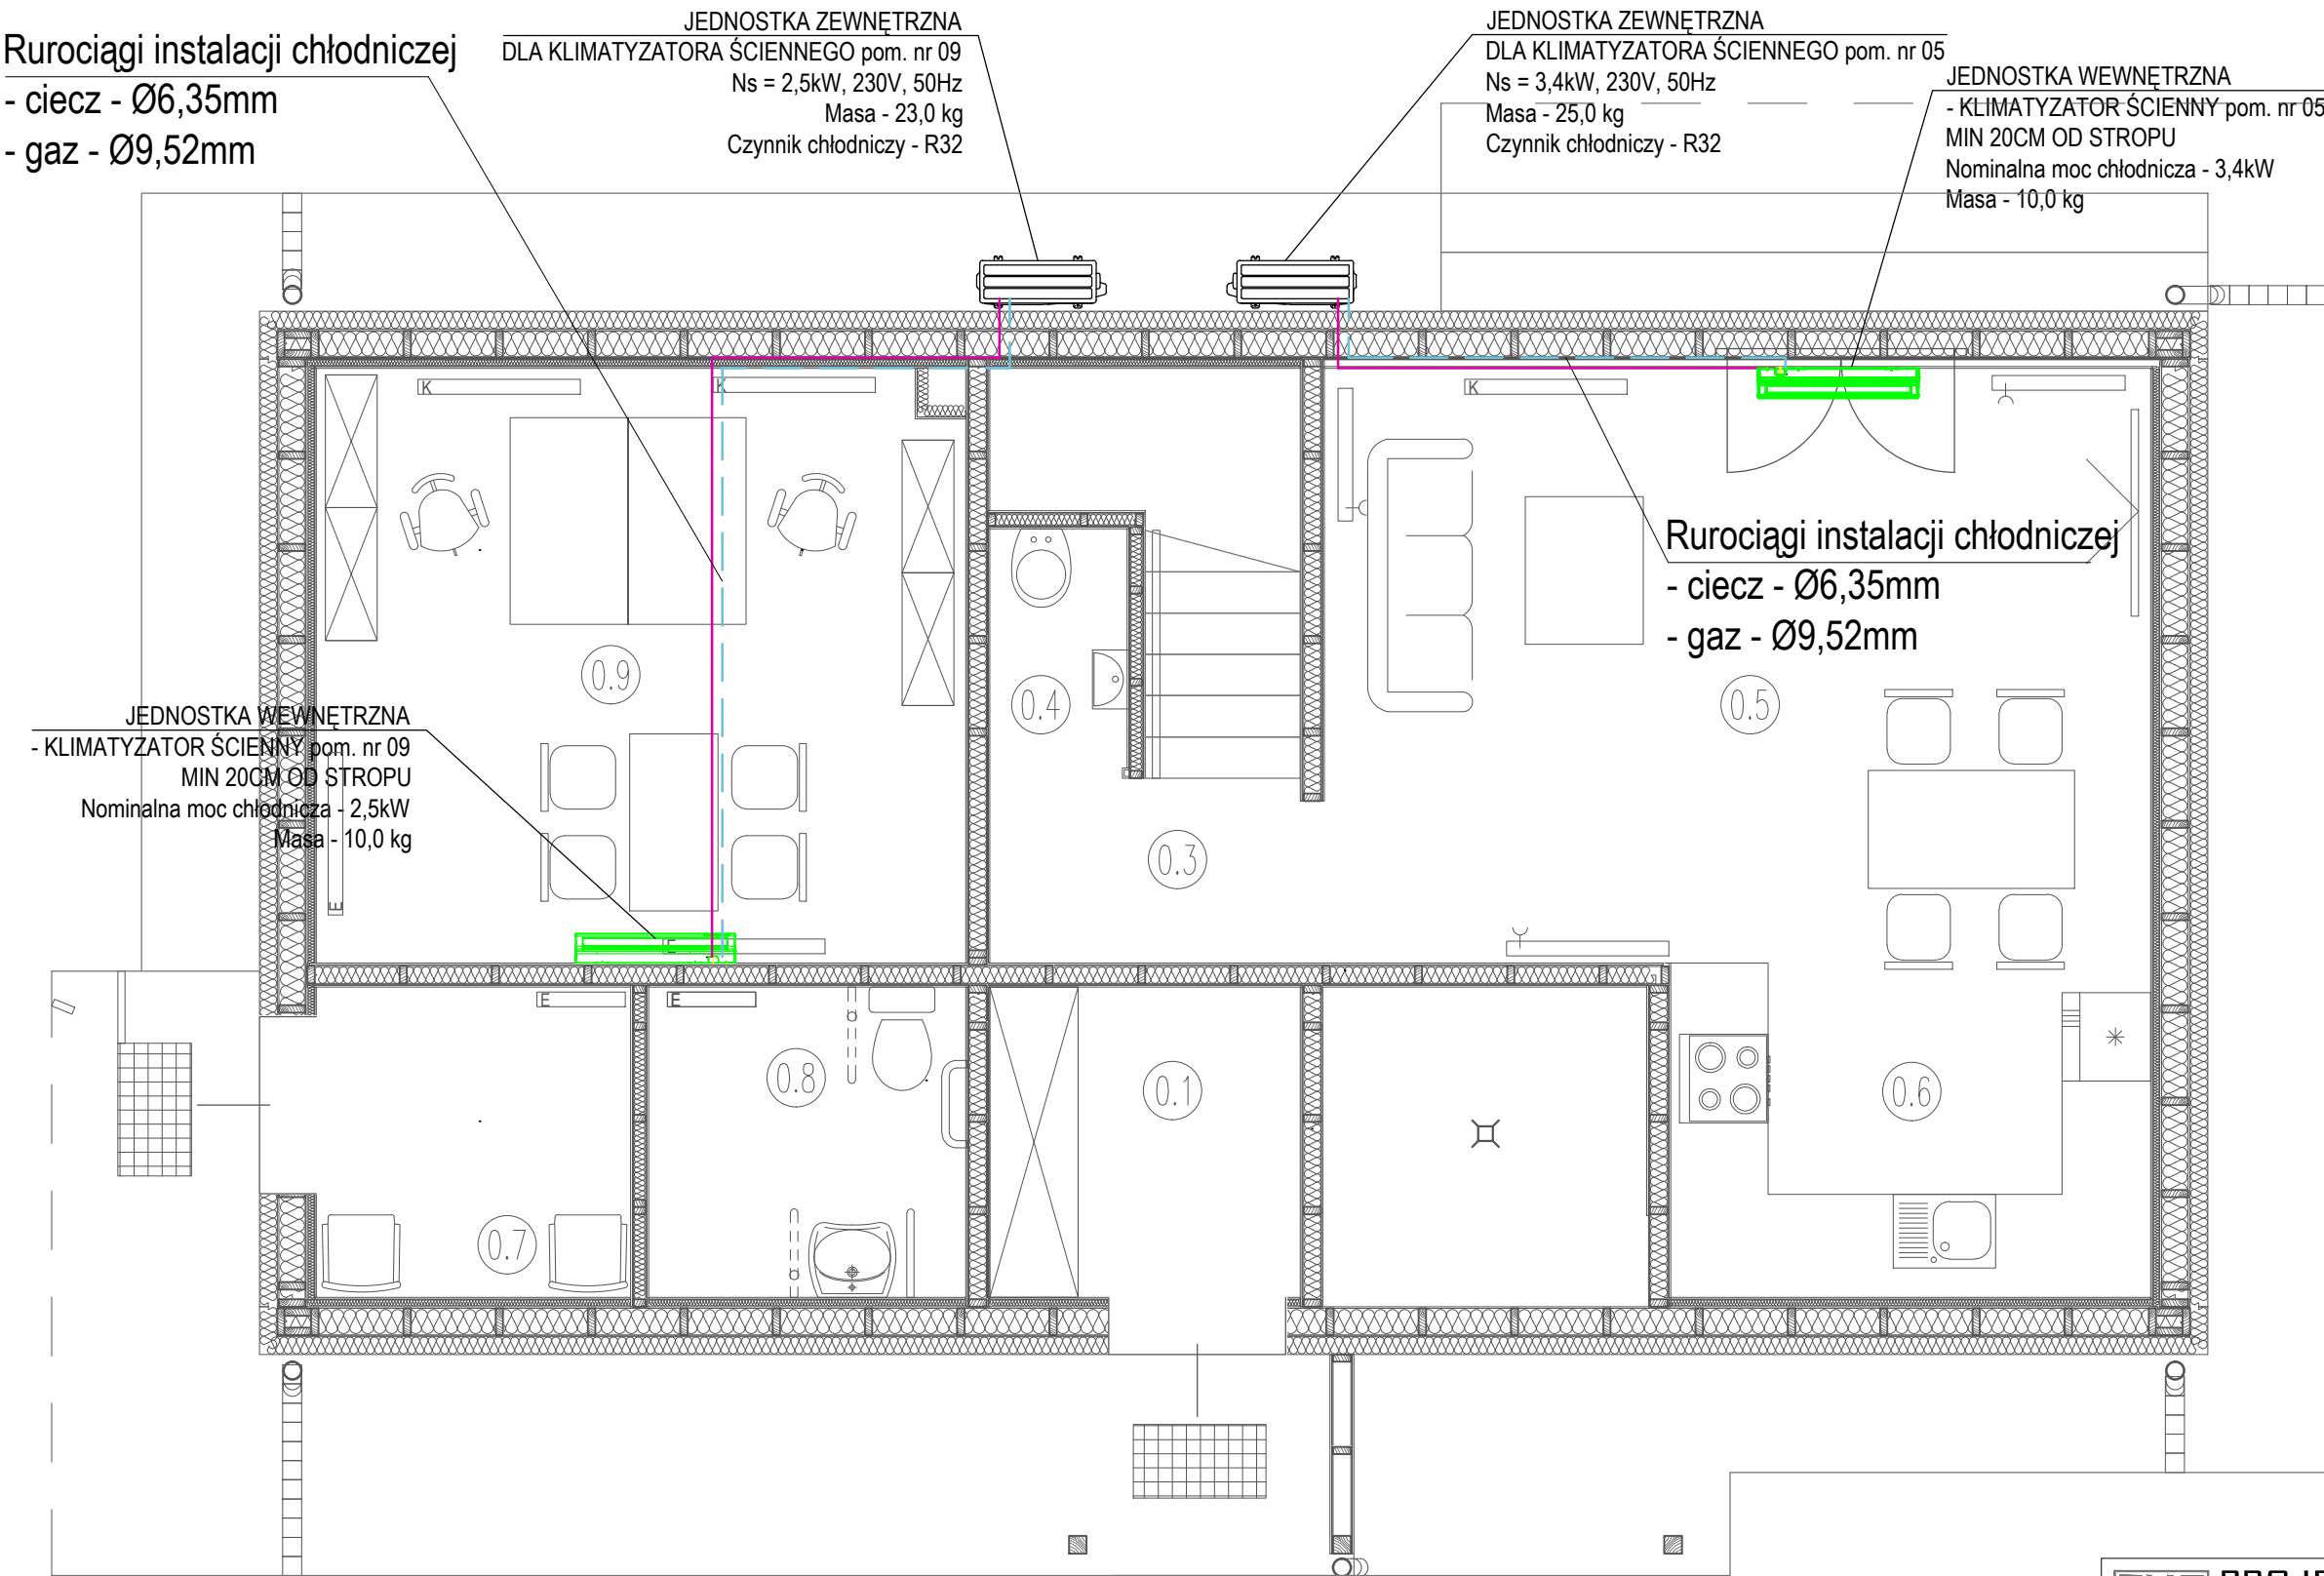 Rurociągi instalacji chłodniczej
- ciecz - Ø6,35mm
- gaz - Ø9,52mm
JEDNOSTKA ZEWNĘTRZNA
DLA KLIMATYZATORA ŚCIENNEGO pom. nr 09
Ns = 2,5kW, 230V, 50Hz
Masa - 23,0 kg
Czynnik chłodniczy - R32
JEDNOSTKA ZEWNĘTRZNA
DLA KLIMATYZATORA ŚCIENNEGO pom. nr 05
Ns = 3,4kW, 230V, 50Hz
Masa - 25,0 kg
Czynnik chłodniczy - R32
JEDNOSTKA WEWNĘTRZNA
- KLIMATYZATOR ŚCIENNY pom. nr 05
MIN 20CM OD STROPU
Nominalna moc chłodnicza - 3,4kW
Masa - 10,0 kg
K
K
K
Rurociągi instalacji chłodniczej
- ciecz - Ø6,35mm
- gaz - Ø9,52mm
0.9
0.4
0.5
JEDNOSTKA WEWNĘTRZNA
- KLIMATYZATOR ŚCIENNY pom. nr 09
MIN 20CM OD STROPU
Nominalna moc chłodnicza - 2,5kW
Masa - 10,0 kg
0.3
E
E
E
E
0.8
0.1
0.6
0.7